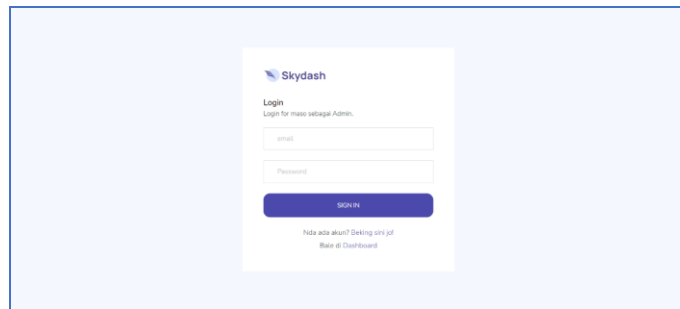 Skydash
Login
Login for maso sebagai Admin.
email
Password
SIGN IN
Nda ada akun? Beking sini jo!
Bale di Dashboard